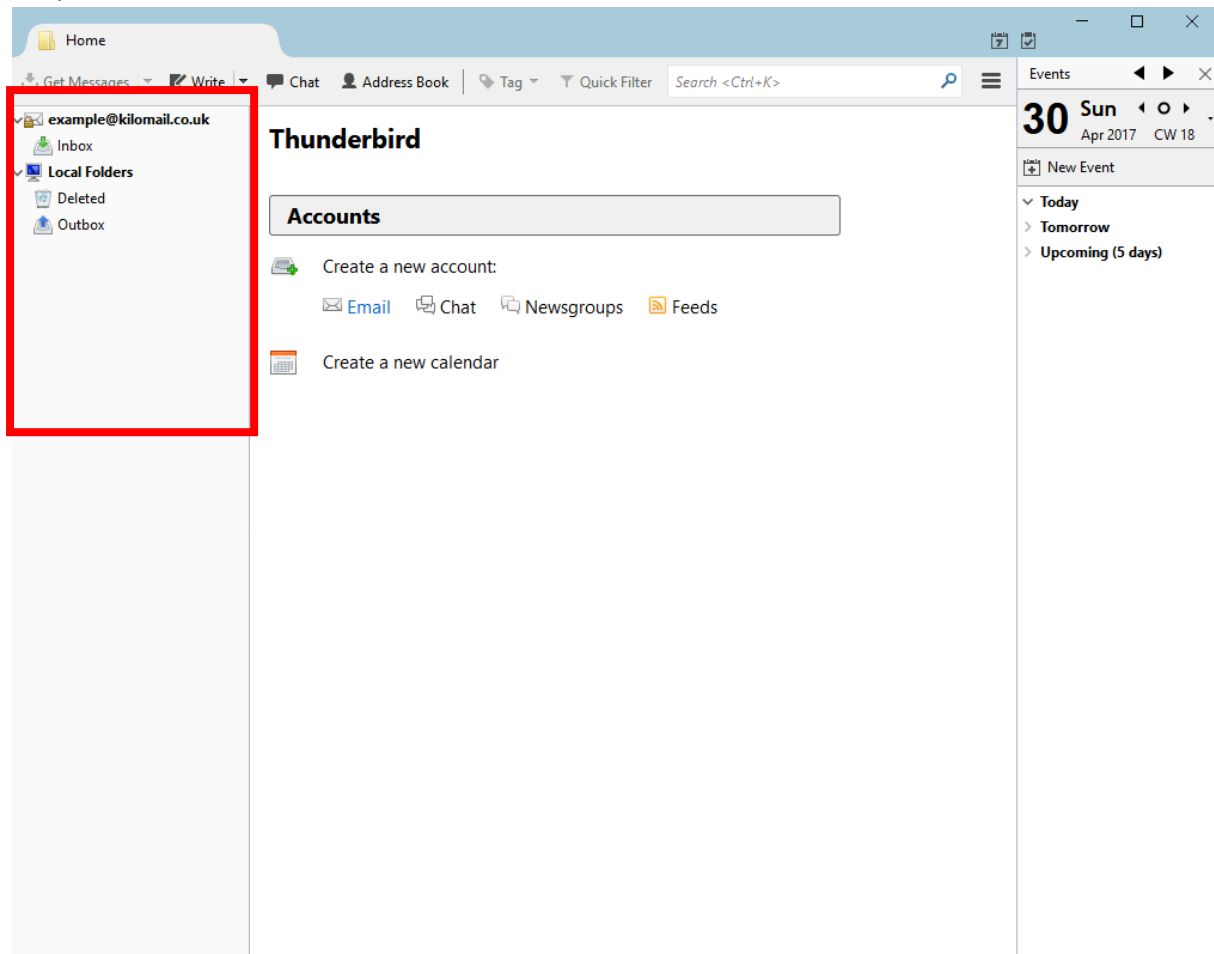 Home
7
Get Messages Write Chat Address Book Tag Quick Filter Search <Ctrl+K>
example@kilomail.co.uk
Inbox
Local Folders
Deleted
Outbox
Thunderbird
Accounts
Create a new account:
Email Chat Newsgroups Feeds
Create a new calendar
Events
30 Sun
Apr 2017 CW 18
New Event
Today
Tomorrow
Upcoming (5 days)